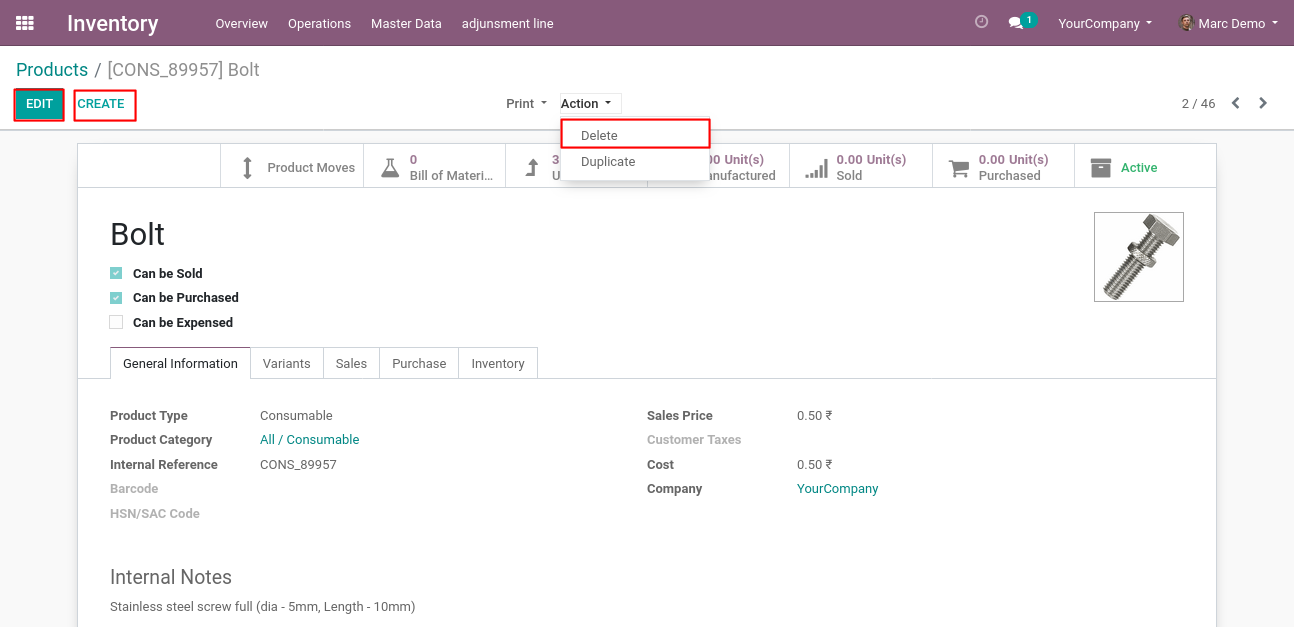 Inventory Overview Operations Master Data adjunsment line 1 YourCompany Marc Demo
Products / [CONS_89957] Bolt
EDIT CREATE Print Action 2 / 46
Delete
Duplicate
Product Moves
0
Bill of Materi...
3
U
00 Unit(s)
anufactured
0.00 Unit(s)
Sold
0.00 Unit(s)
Purchased
Active
Bolt
Can be Sold
Can be Purchased
Can be Expensed
General Information Variants Sales Purchase Inventory
Product Type Consumable
Product Category All / Consumable
Internal Reference CONS_89957
Barcode
HSN/SAC Code
Sales Price 0.50 ₹
Customer Taxes
Cost 0.50 ₹
Company YourCompany
Internal Notes
Stainless steel screw full (dia - 5mm, Length - 10mm)